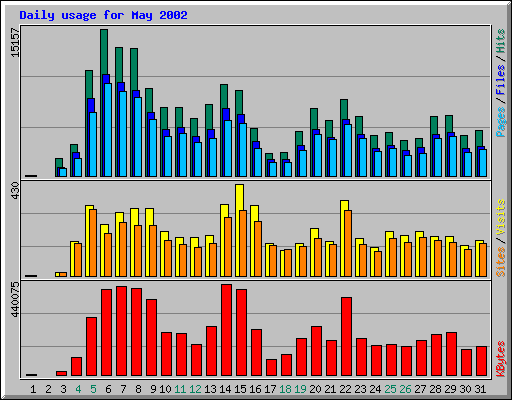 Daily usage for May 2002
15157
Pages / Files / Hits
430
Sites / Visits
440075
KBytes
1 2 3 4 5 6 7 8 9 10 11 12 13 14 15 16 17 18 19 20 21 22 23 24 25 26 27 28 29 30 31